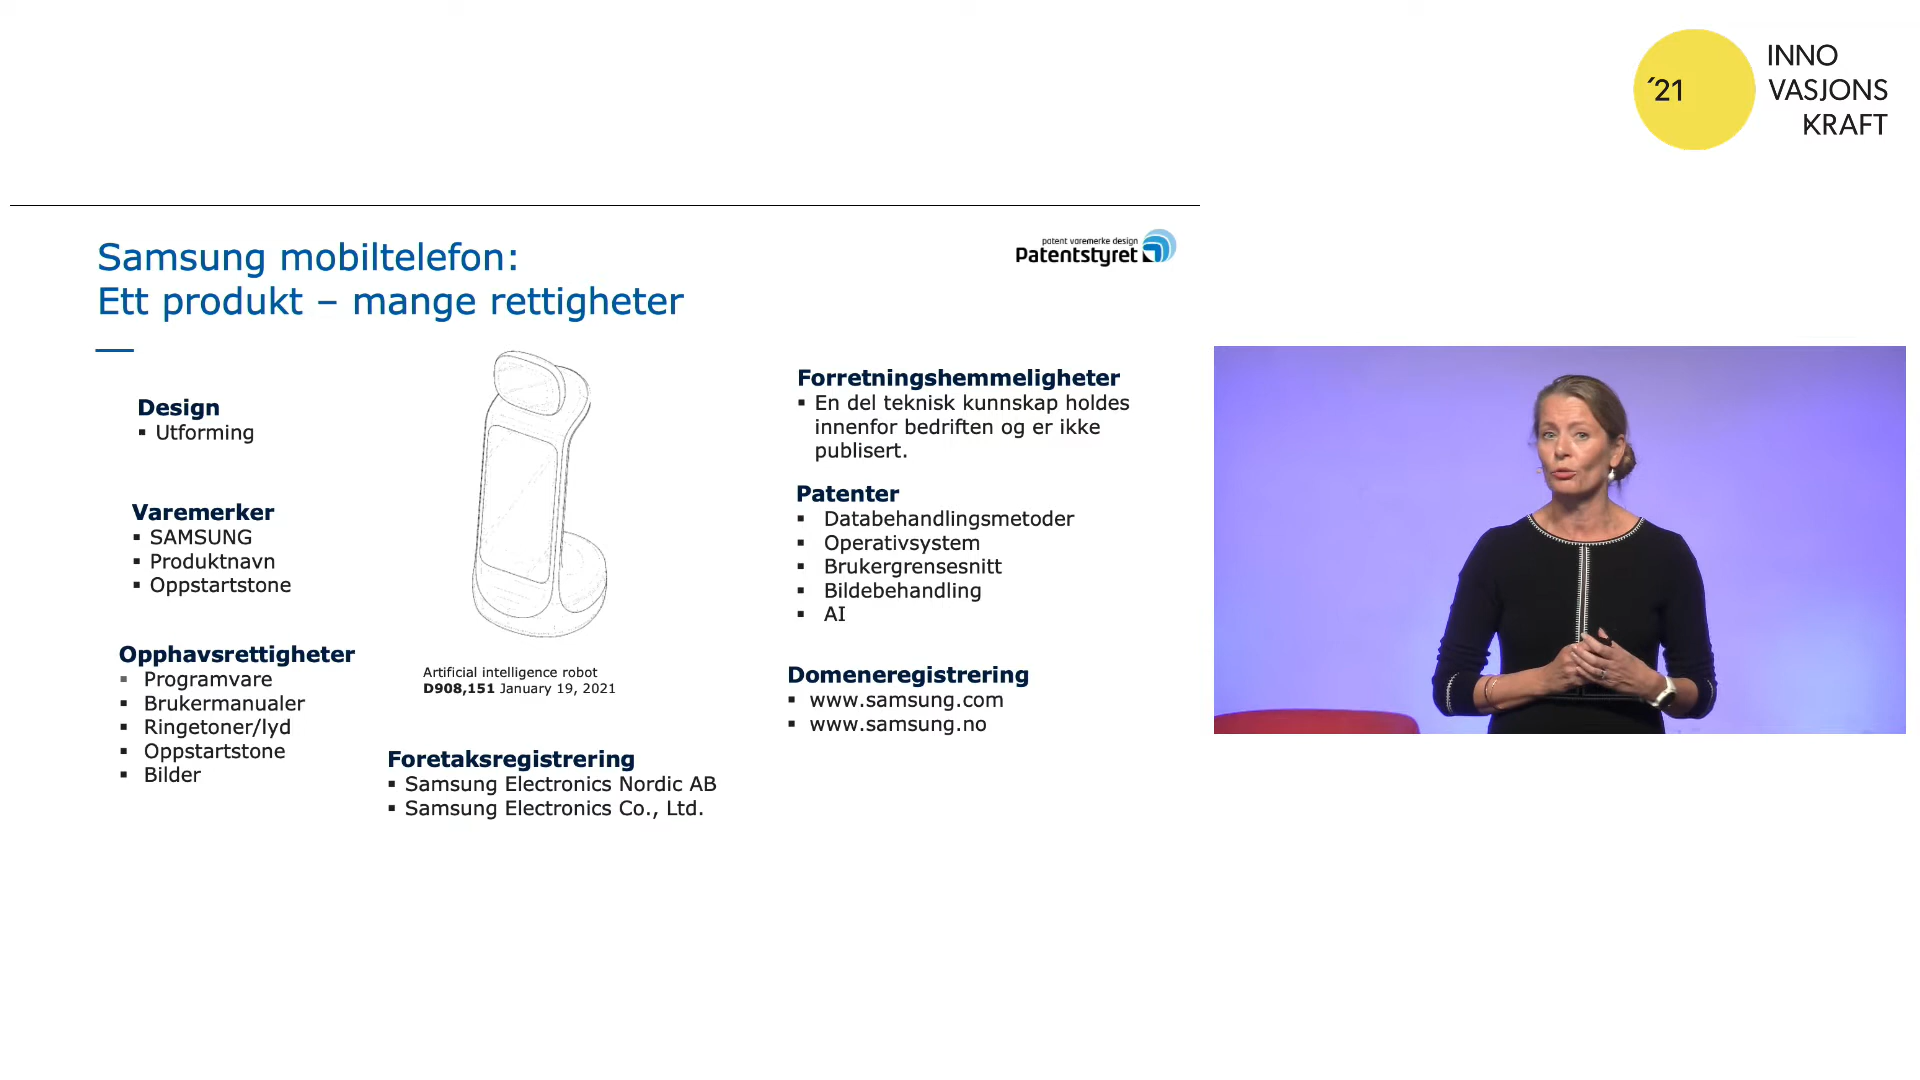 ´21
INNO
VASJONS
KRAFT
Samsung mobiltelefon:
Ett produkt – mange rettigheter
patent varemerke design
Patentstyret
Design
▪ Utforming
Varemerker
▪ SAMSUNG
▪ Produktnavn
▪ Oppstartstone
Opphavsrettigheter
▪ Programvare
▪ Brukermanualer
▪ Ringetoner/lyd
▪ Oppstartstone
▪ Bilder
Artificial intelligence robot
D908,151 January 19, 2021
Foretaksregistrering
▪ Samsung Electronics Nordic AB
▪ Samsung Electronics Co., Ltd.
Forretningshemmeligheter
▪ En del teknisk kunnskap holdes
innenfor bedriften og er ikke
publisert.
Patenter
▪ Databehandlingsmetoder
▪ Operativsystem
▪ Brukergrensesnitt
▪ Bildebehandling
▪ AI
Domeneregistrering
▪ www.samsung.com
▪ www.samsung.no